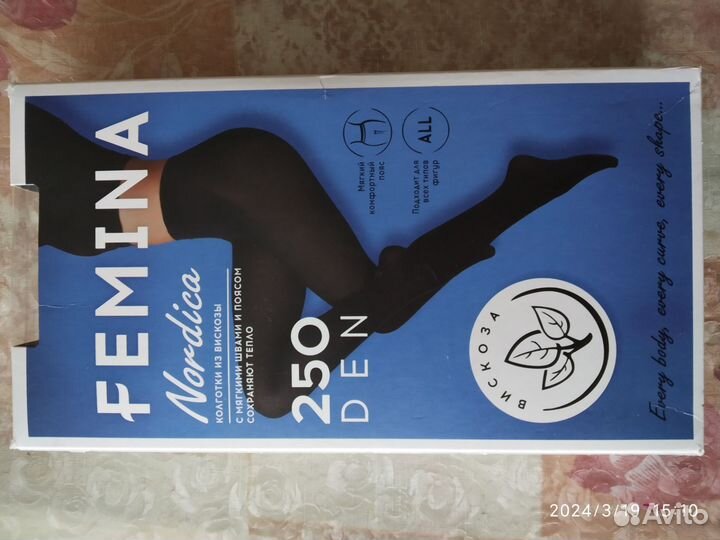 FEMINA
Nordica
КОЛГОТКИ ИЗ ВИСКОЗЫ
С МЯГКИМИ ШВАМИ И ПОЯСОМ
СОХРАНЯЮТ ТЕПЛО
250
DEN
Мягкий
комфортный
пояс
ALL
Подходит для
всех типов
фигур
ВИСКОЗА
Every body, every curve, every shape...
2024/3/19 15:10
Avito